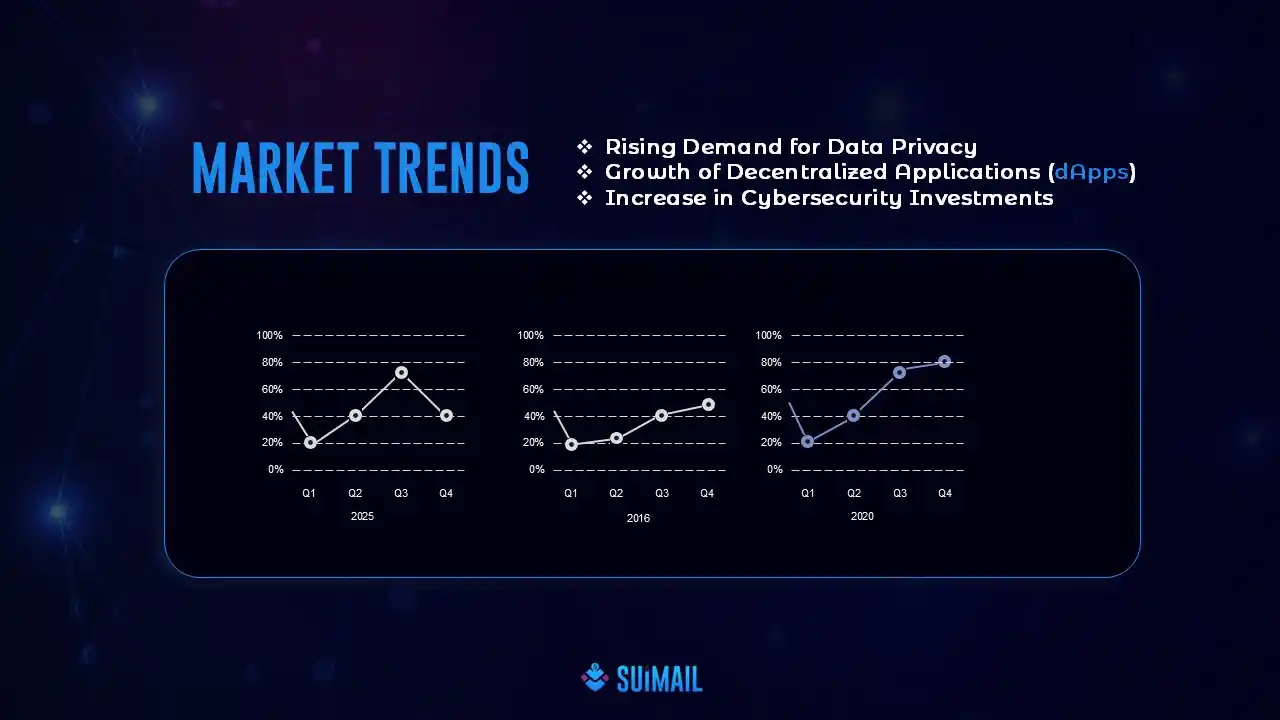 MARKET TRENDS
❖ Rising Demand for Data Privacy
❖ Growth of Decentralized Applications (dApps)
❖ Increase in Cybersecurity Investments
100%
80%
60%
40%
20%
0%
Q1 Q2 Q3 Q4
2025
100%
80%
60%
40%
20%
0%
Q1 Q2 Q3 Q4
2016
100%
80%
60%
40%
20%
0%
Q1 Q2 Q3 Q4
2020
SUiMAIL